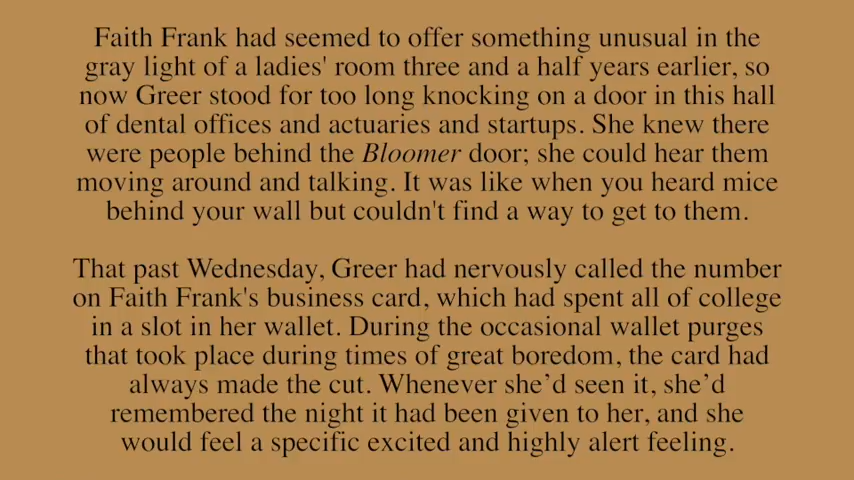 Faith Frank had seemed to offer something unusual in the
gray light of a ladies' room three and a half years earlier, so
now Greer stood for too long knocking on a door in this hall
of dental offices and actuaries and startups. She knew there
were people behind the Bloomer door; she could hear them
moving around and talking. It was like when you heard mice
behind your wall but couldn't find a way to get to them.
That past Wednesday, Greer had nervously called the number
on Faith Frank's business card, which had spent all of college
in a slot in her wallet. During the occasional wallet purges
that took place during times of great boredom, the card had
always made the cut. Whenever she’d seen it, she’d
remembered the night it had been given to her, and she
would feel a specific excited and highly alert feeling.